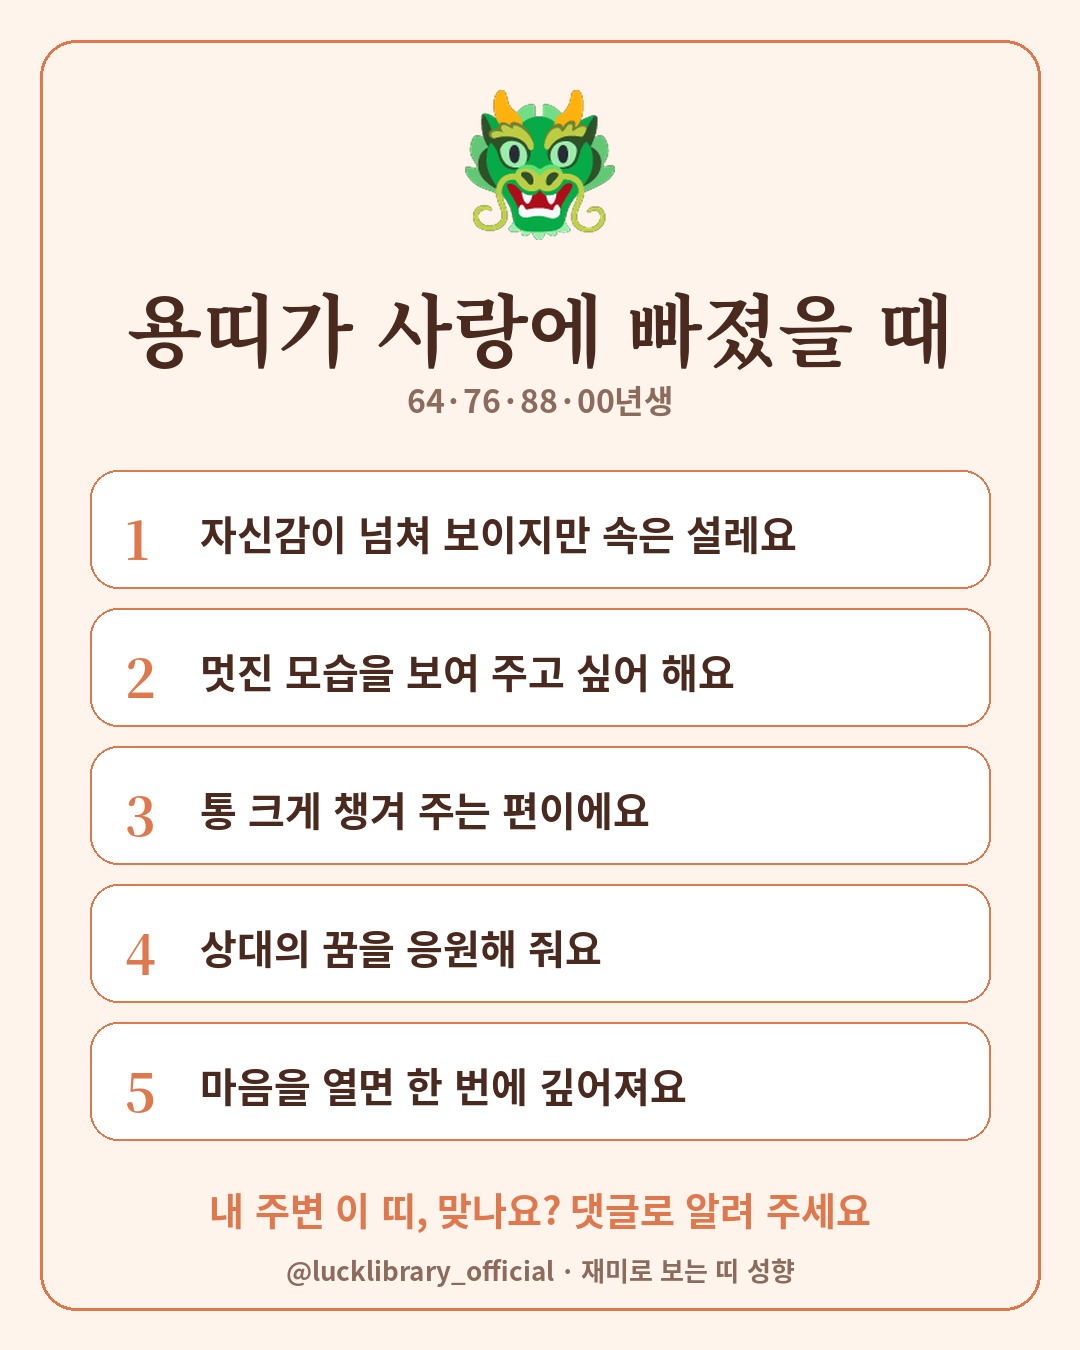 용띠가 사랑에 빠졌을 때
64·76·88·00년생
1 자신감이 넘쳐 보이지만 속은 설레요
2 멋진 모습을 보여 주고 싶어 해요
3 통 크게 챙겨 주는 편이에요
4 상대의 꿈을 응원해 줘요
5 마음을 열면 한 번에 깊어져요
내 주변 이 띠, 맞나요? 댓글로 알려 주세요
@lucklibrary_official · 재미로 보는 띠 성향